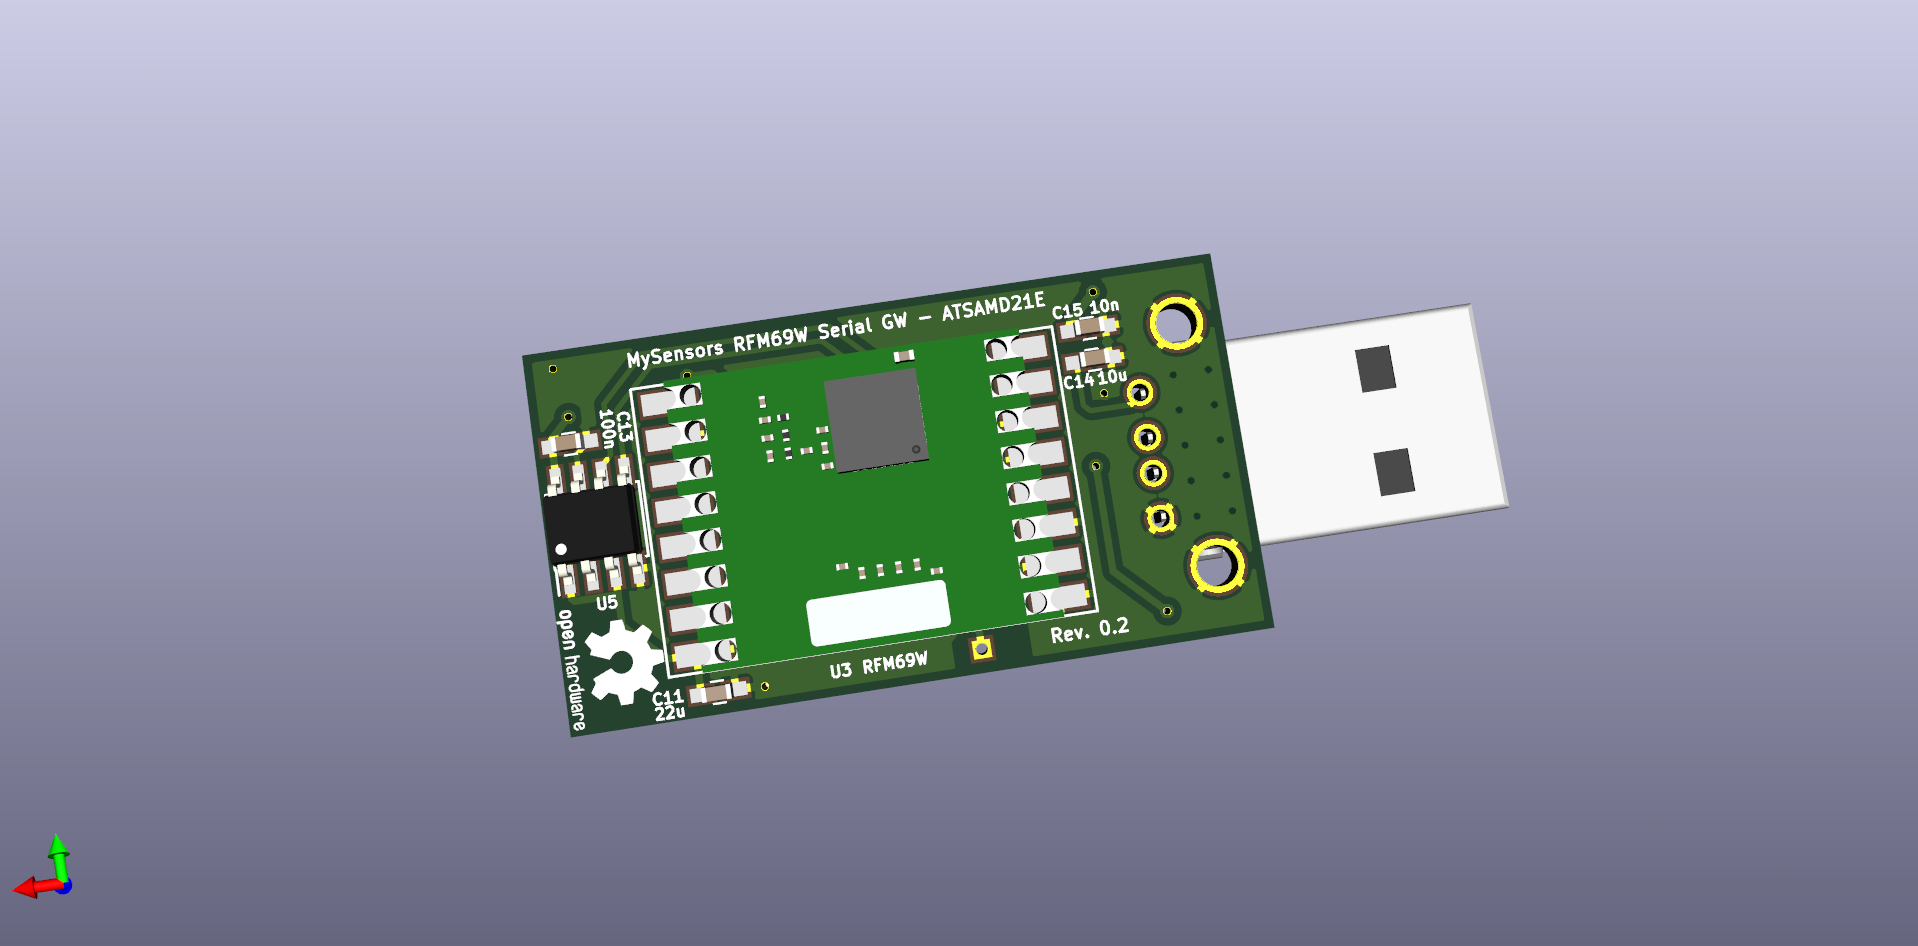 MySensors RFM69W Serial GW – ATSAMD21E
C15 10n
C14 10u
C13
100n
U5
open hardware
Rev. 0.2
U3 RFM69W
C11
22u